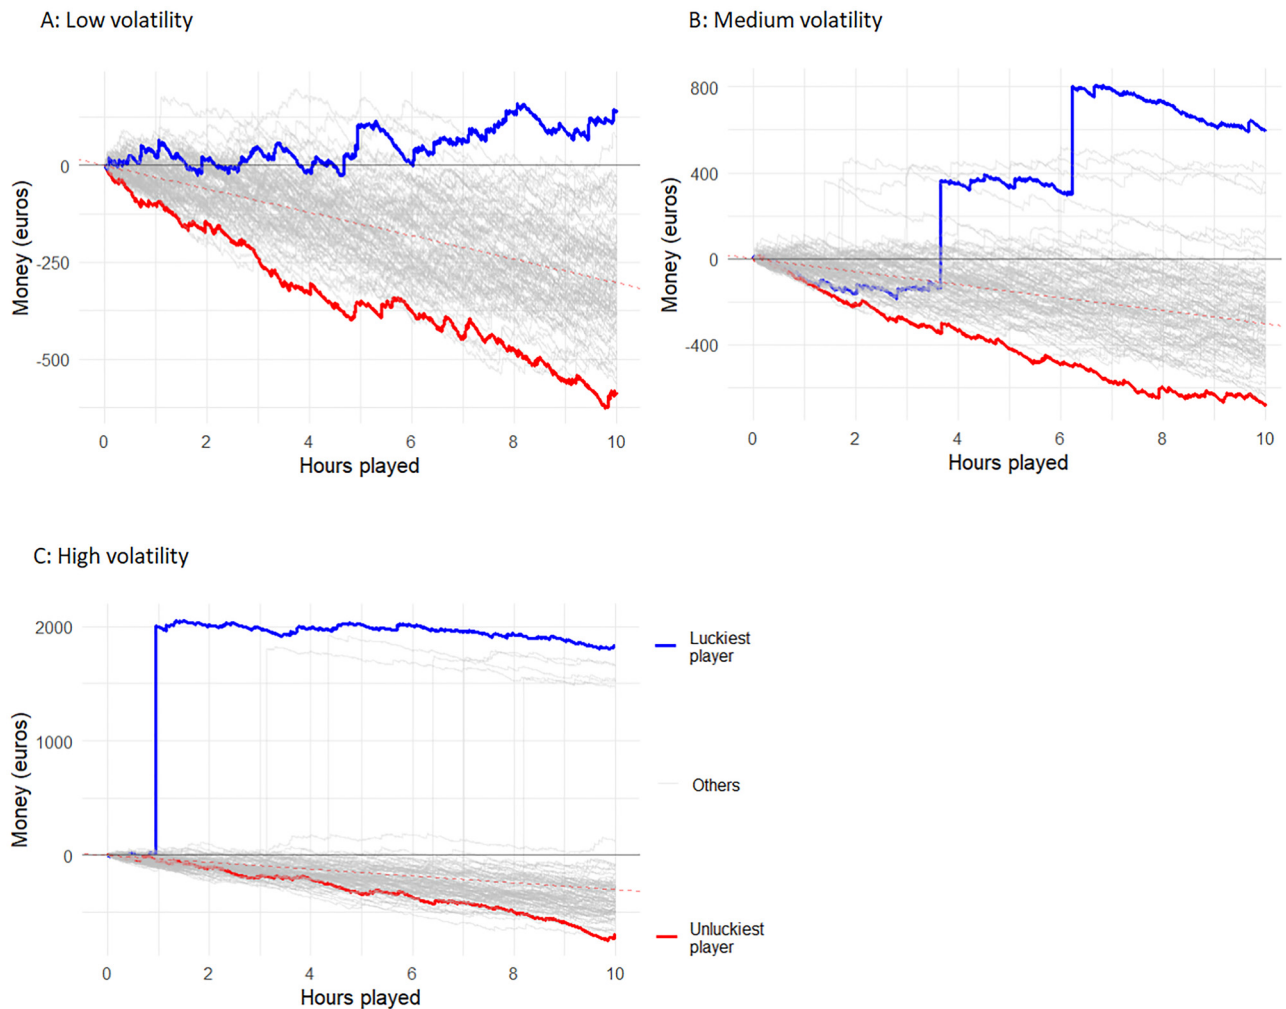 A: Low volatility
0
-250
-500
Money (euros)
0 2 4 6 8 10
Hours played
B: Medium volatility
800
400
0
-400
Money (euros)
0 2 4 6 8 10
Hours played
C: High volatility
2000
1000
0
Money (euros)
0 2 4 6 8 10
Hours played
Luckiest
player
Others
Unluckiest
player